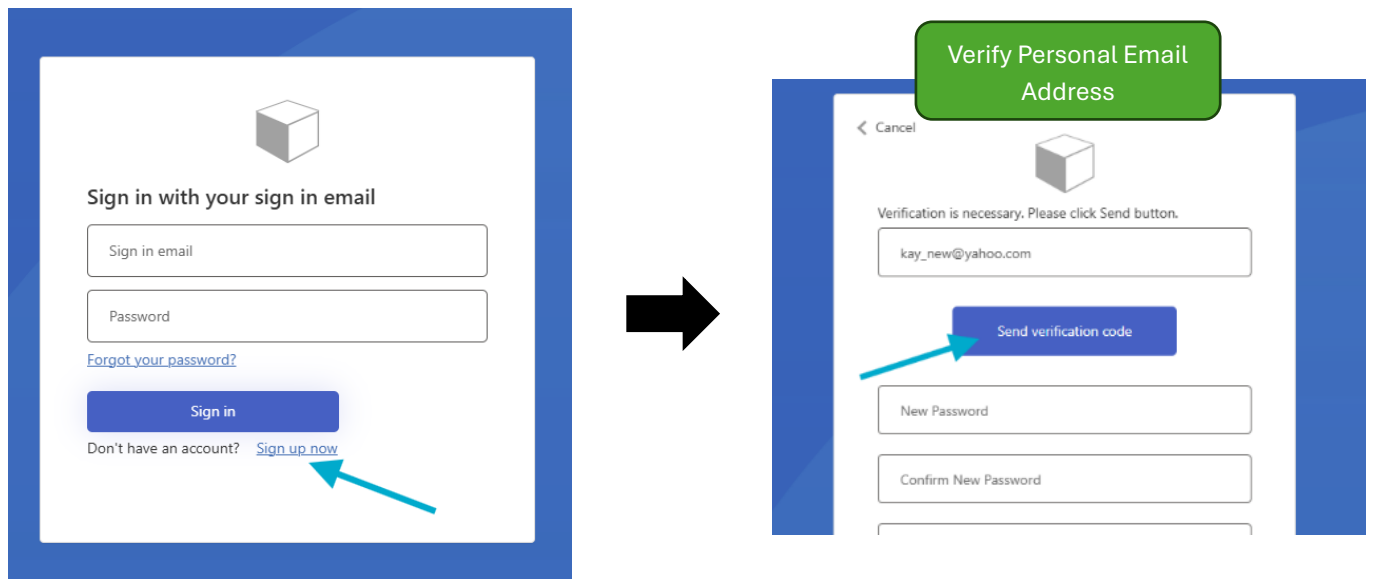 Sign in with your sign in email
Sign in email
Password
Forgot your password?
Sign in
Don't have an account? Sign up now
Verify Personal Email
Address
Cancel
Verification is necessary. Please click Send button.
kay_new@yahoo.com
Send verification code
New Password
Confirm New Password